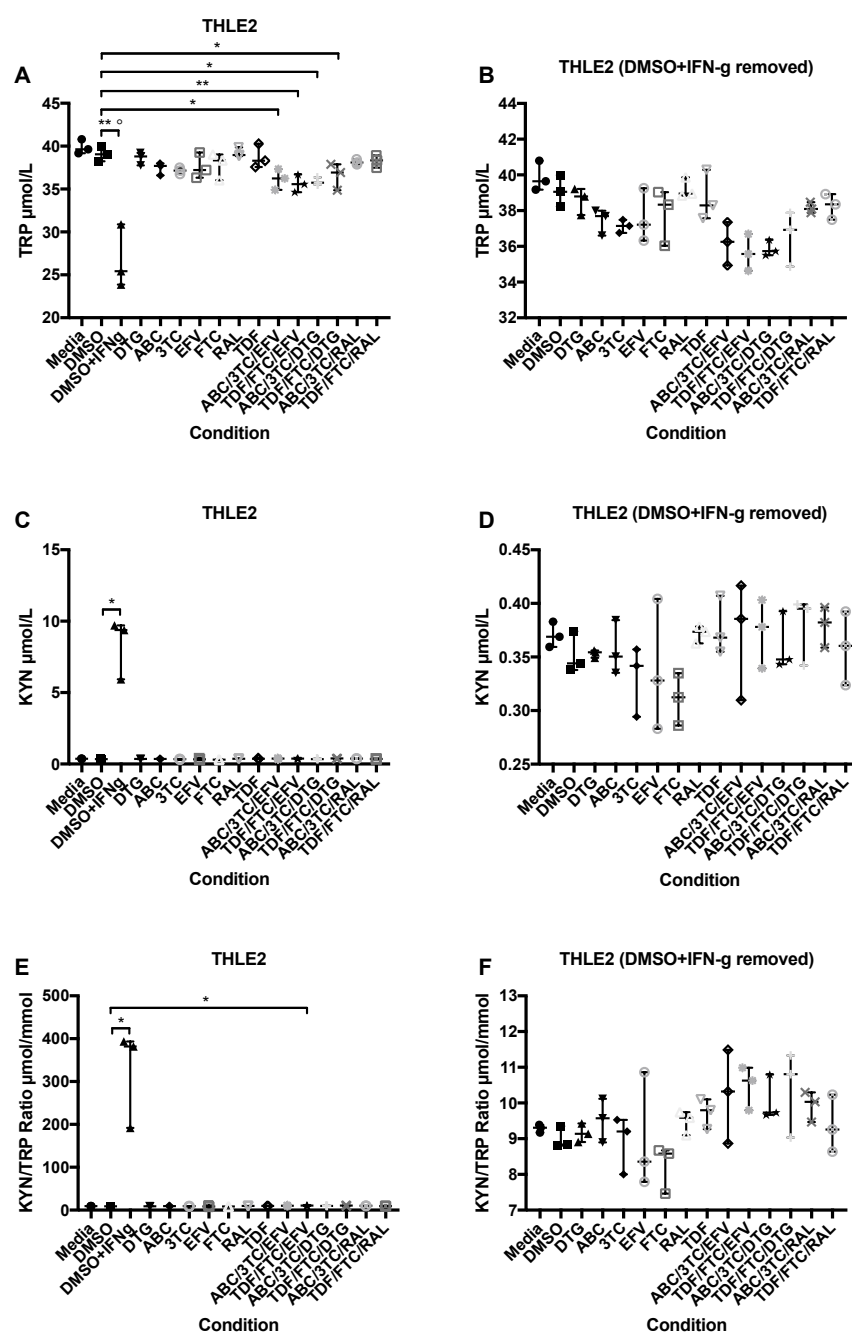 THLE2
A
*
*
**
*
** °
TRP µmol/L
45
40
35
30
25
20
Media
DMSO
DMSO+IFNg
DTG
ABC
3TC
EFV
FTC
RAL
TDF
ABC/3TC/EFV
TDF/FTC/EFV
ABC/3TC/DTG
TDF/FTC/DTG
ABC/3TC/RAL
TDF/FTC/RAL
Condition
B
THLE2 (DMSO+IFN-g removed)
TRP µmol/L
44
42
40
38
36
34
32
Media
DMSO
DTG
ABC
3TC
EFV
FTC
RAL
TDF
ABC/3TC/EFV
TDF/FTC/EFV
ABC/3TC/DTG
TDF/FTC/DTG
ABC/3TC/RAL
TDF/FTC/RAL
Condition
C
THLE2
*
KYN µmol/L
15
10
5
0
Media
DMSO
DMSO+IFNg
DTG
ABC
3TC
EFV
FTC
RAL
TDF
ABC/3TC/EFV
TDF/FTC/EFV
ABC/3TC/DTG
TDF/FTC/DTG
ABC/3TC/RAL
TDF/FTC/RAL
Condition
D
THLE2 (DMSO+IFN-g removed)
KYN µmol/L
0.45
0.40
0.35
0.30
0.25
Media
DMSO
DTG
ABC
3TC
EFV
FTC
RAL
TDF
ABC/3TC/EFV
TDF/FTC/EFV
ABC/3TC/DTG
TDF/FTC/DTG
ABC/3TC/RAL
TDF/FTC/RAL
Condition
E
THLE2
*
*
KYN/TRP Ratio µmol/mmol
500
400
300
200
100
0
Media
DMSO
DMSO+IFNg
DTG
ABC
3TC
EFV
FTC
RAL
TDF
ABC/3TC/EFV
TDF/FTC/EFV
ABC/3TC/DTG
TDF/FTC/DTG
ABC/3TC/RAL
TDF/FTC/RAL
Condition
F
THLE2 (DMSO+IFN-g removed)
KYN/TRP Ratio µmol/mmol
13
12
11
10
9
8
7
Media
DMSO
DTG
ABC
3TC
EFV
FTC
RAL
TDF
ABC/3TC/EFV
TDF/FTC/EFV
ABC/3TC/DTG
TDF/FTC/DTG
ABC/3TC/RAL
TDF/FTC/RAL
Condition